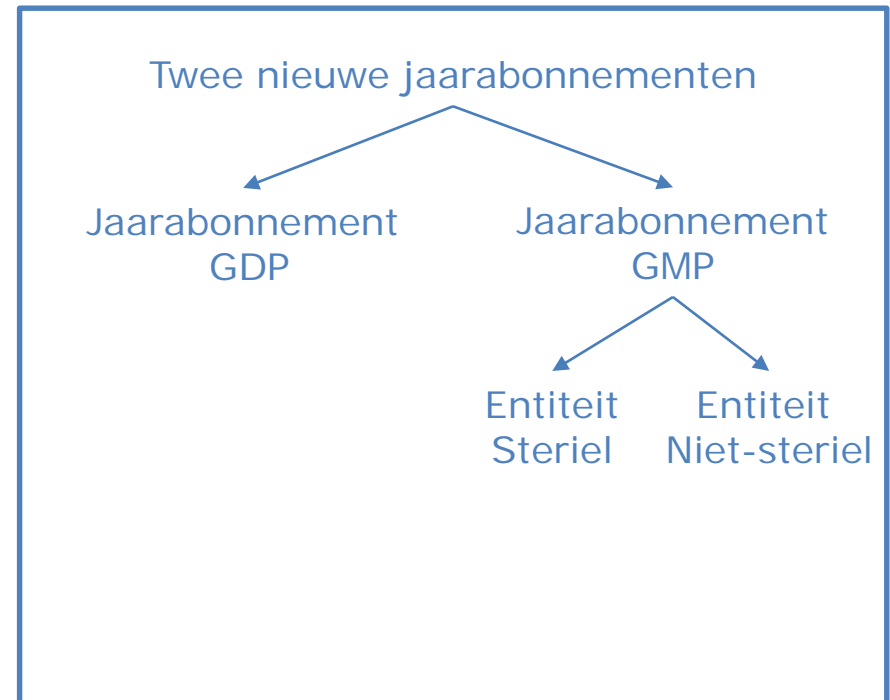 Twee nieuwe jaarabonnementen
Jaarabonnement
GDP
Jaarabonnement
GMP
Entiteit
Steriel
Entiteit
Niet-steriel